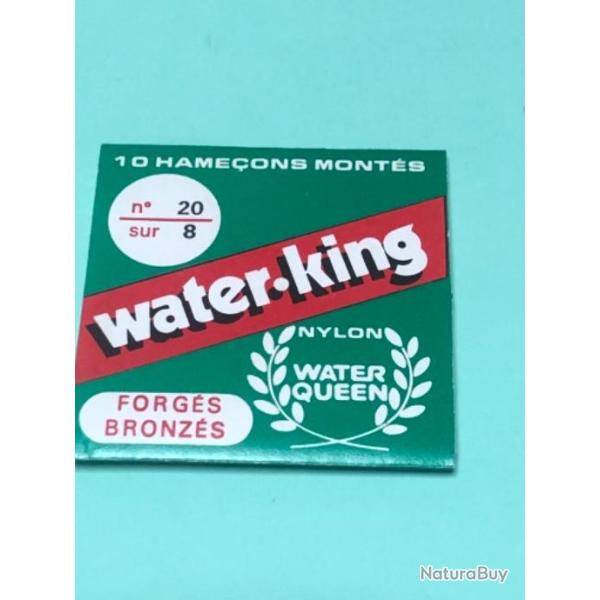 10 HAMEÇONS MONTÉS
n° 20
sur 8
water·king
NYLON
WATER
QUEEN
FORGÉS
BRONZÉS
NaturaBuy